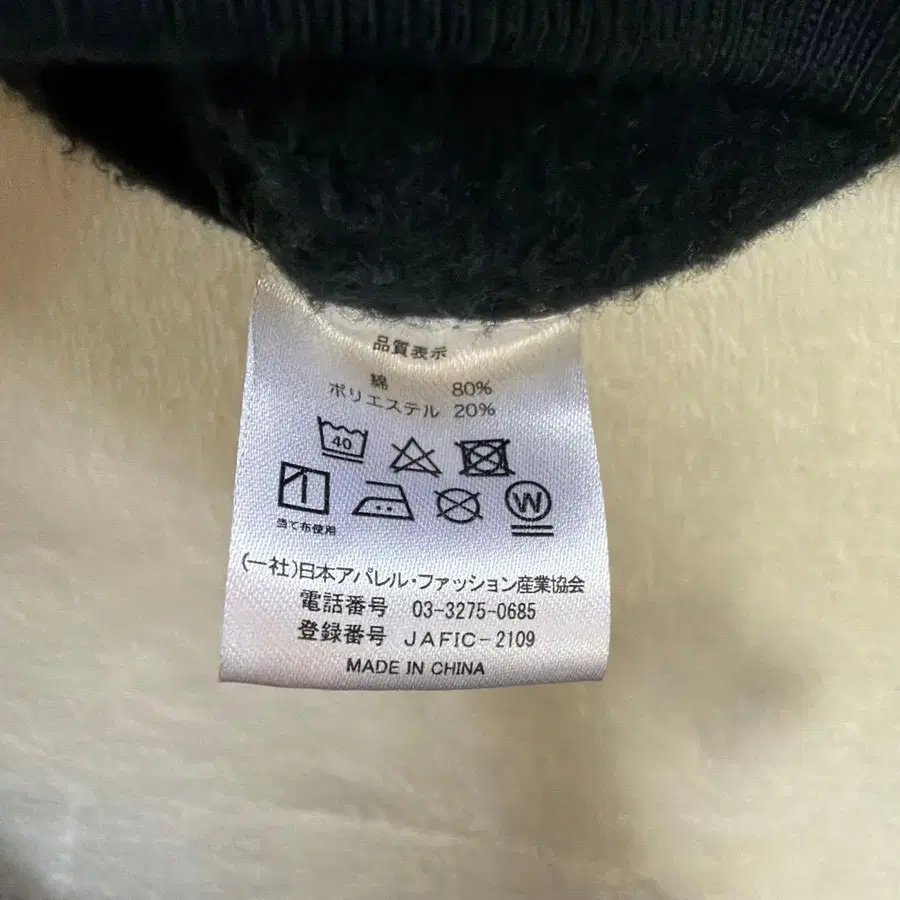 品質表示
綿 80%
ポリエステル 20%
40
W
当て布使用
(一社)日本アパレル・ファッション産業協会
電話番号 03-3275-0685
登録番号 JAFIC-2109
MADE IN CHINA